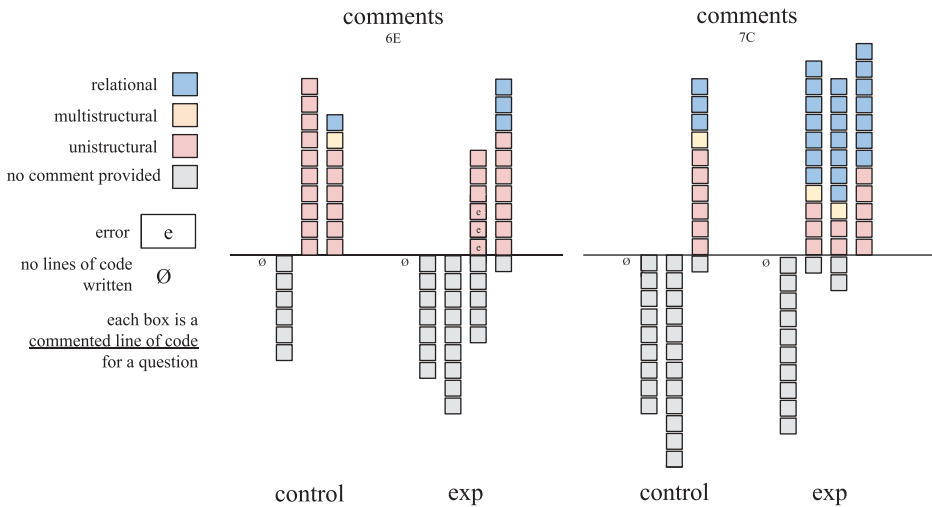 comments
6E
comments
7C
relational
multistructural
unistructural
no comment provided
error
e
no lines of code
written
Ø
each box is a
commented line of code
for a question
Ø
Ø
e
e
e
Ø
Ø
control
exp
control
exp